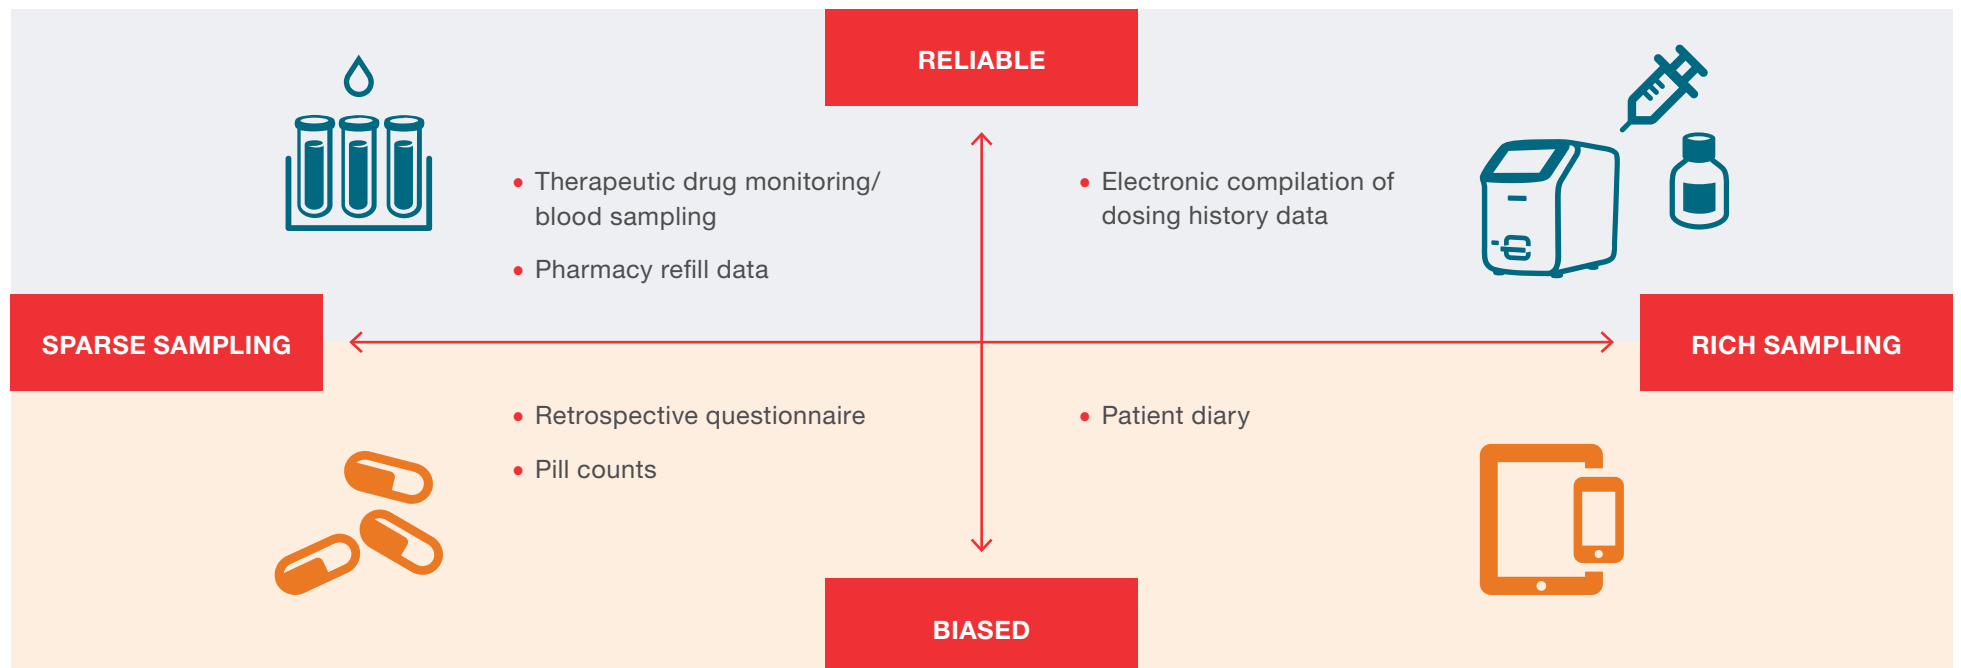 RELIABLE
• Therapeutic drug monitoring/
blood sampling
• Pharmacy refill data
• Electronic compilation of
dosing history data
SPARSE SAMPLING
RICH SAMPLING
• Retrospective questionnaire
• Pill counts
• Patient diary
BIASED